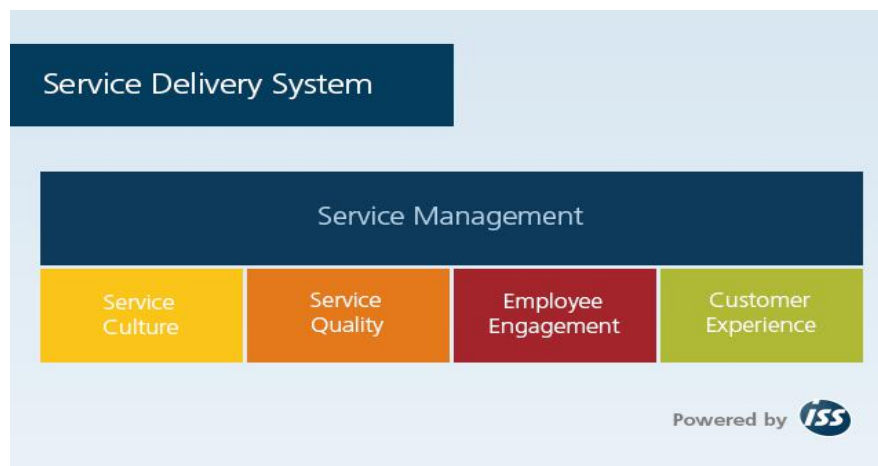 Service Delivery System
Service Management
Service
Culture
Service
Quality
Employee
Engagement
Customer
Experience
Powered by ISS